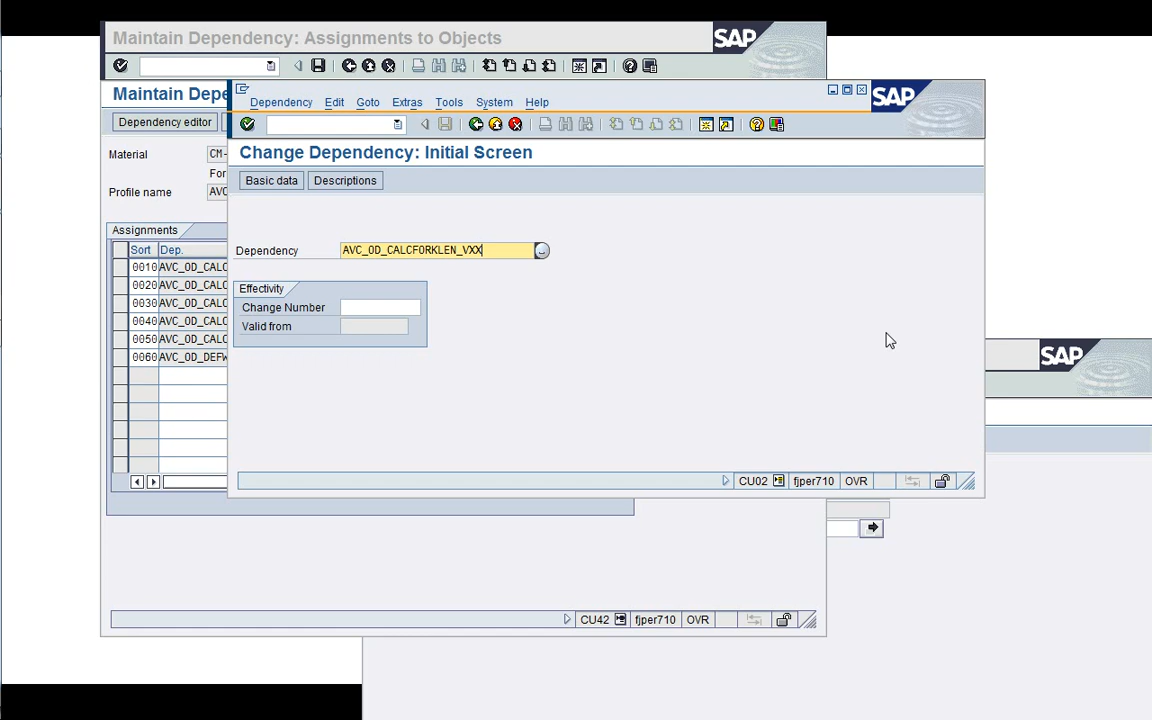 Maintain Dependency: Assignments to Objects
SAP
Maintain Depe
Dependency editor
Material
CM-
For
Profile name
AVC
Assignments
Sort Dep.
0010 AVC_OD_CALC
0020 AVC_OD_CALC
0030 AVC_OD_CALC
0040 AVC_OD_CALC
0050 AVC_OD_CALC
0060 AVC_OD_DEFW
Dependency Edit Goto Extras Tools System Help
SAP
Change Dependency: Initial Screen
Basic data Descriptions
Dependency AVC_OD_CALCFORKLEN_VXX
Effectivity
Change Number
Valid from
CU02 fjper710 OVR
SAP
CU42 fjper710 OVR